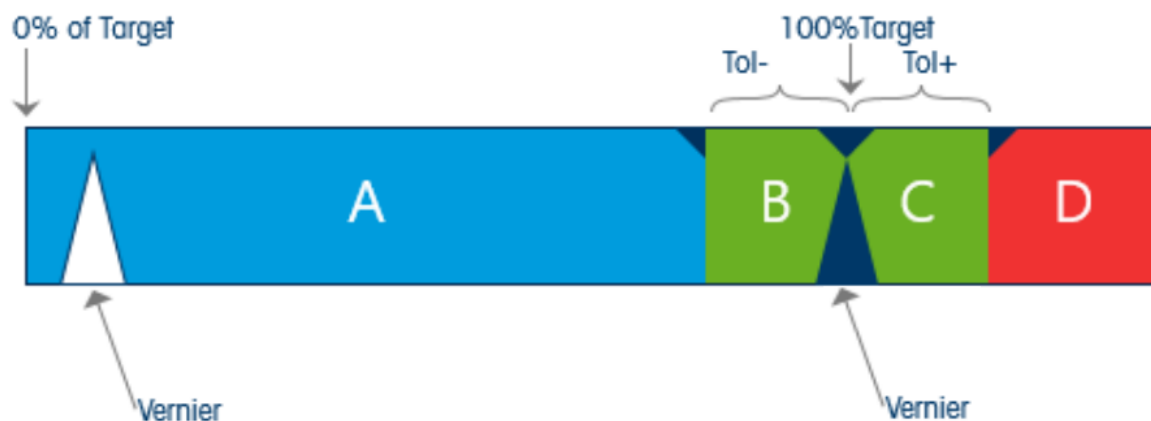 0% of Target
100%Target
Tol-
Tol+
A
B
C
D
Vernier
Vernier